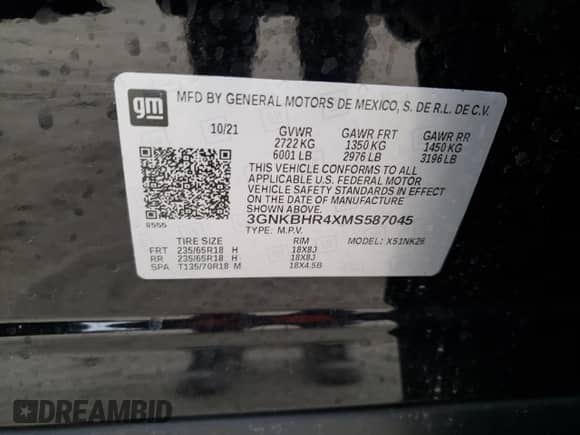 gm
MFD BY GENERAL MOTORS DE MEXICO, S. DE R.L. DE C.V.
10/21 GVWR GAWR FRT GAWR RR
2722 KG 1350 KG 1450 KG
6001 LB 2976 LB 3196 LB
THIS VEHICLE CONFORMS TO ALL
APPLICABLE U.S. FEDERAL MOTOR
VEHICLE SAFETY STANDARDS IN EFFECT
ON THE DATE OF MANUFACTURE
SHOWN ABOVE.
3GNKBHR4XMS587045
TYPE: M.P.V. MODEL: X51NK26
TIRE SIZE RIM
FRT 235/65R18 H 18X8J
RR 235/65R18 H 18X8J
SPA T135/70R18 M 18X4.5B
DREAMBID